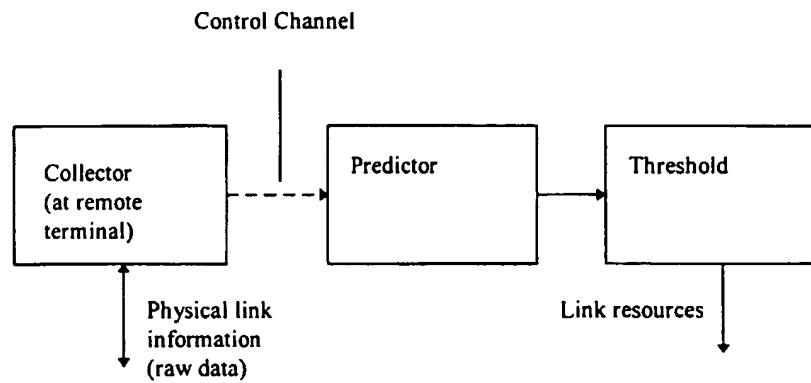 Control Channel
Collector
(at remote
terminal)
Predictor
Threshold
Physical link
information
(raw data)
Link resources